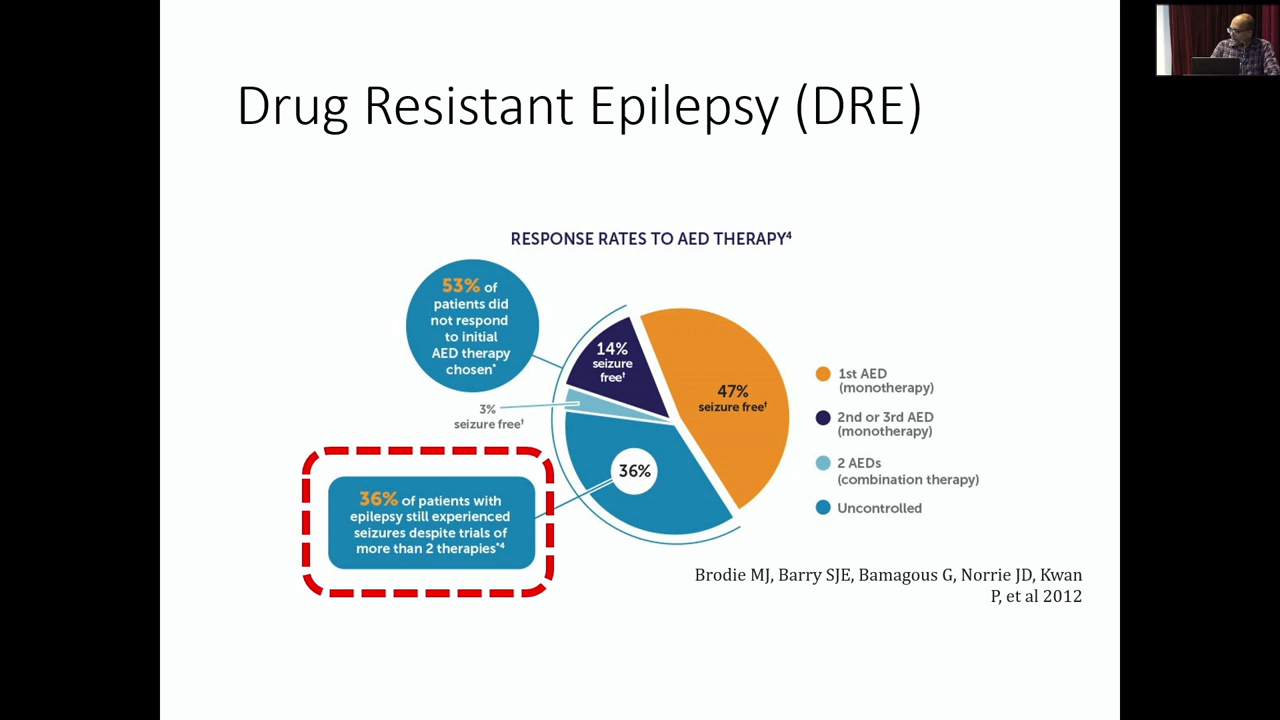 Drug Resistant Epilepsy (DRE)
RESPONSE RATES TO AED THERAPY⁴
53% of
patients did
not respond
to initial
AED therapy
chosen*
14%
seizure
free†
47%
seizure free†
3%
seizure free†
36%
36% of patients with
epilepsy still experienced
seizures despite trials of
more than 2 therapies*⁴
1st AED
(monotherapy)
2nd or 3rd AED
(monotherapy)
2 AEDs
(combination therapy)
Uncontrolled
Brodie MJ, Barry SJE, Bamagous G, Norrie JD, Kwan
P, et al 2012